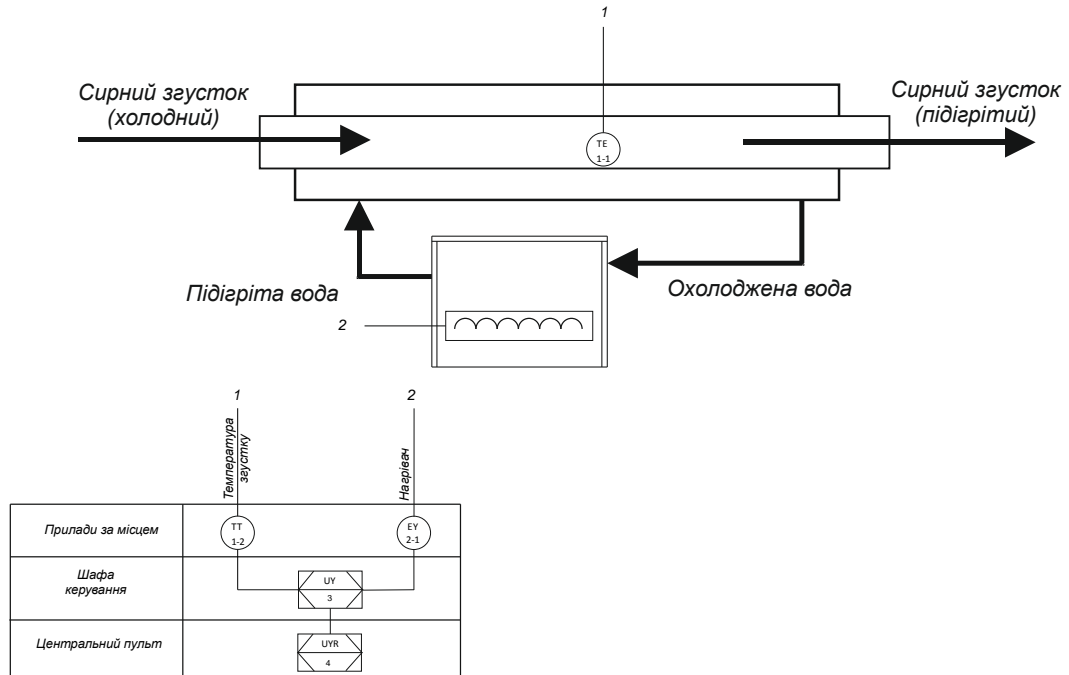 1
Сирний згусток
(холодний)
Сирний згусток
(підігрітий)
TE
1-1
Підігріта вода
Охолоджена вода
2
1
2
Температура
згустку
Нагрівач
Прилади за місцем
TT
1-2
EY
2-1
Шафа
керування
UY
3
Центральний пульт
UYR
4